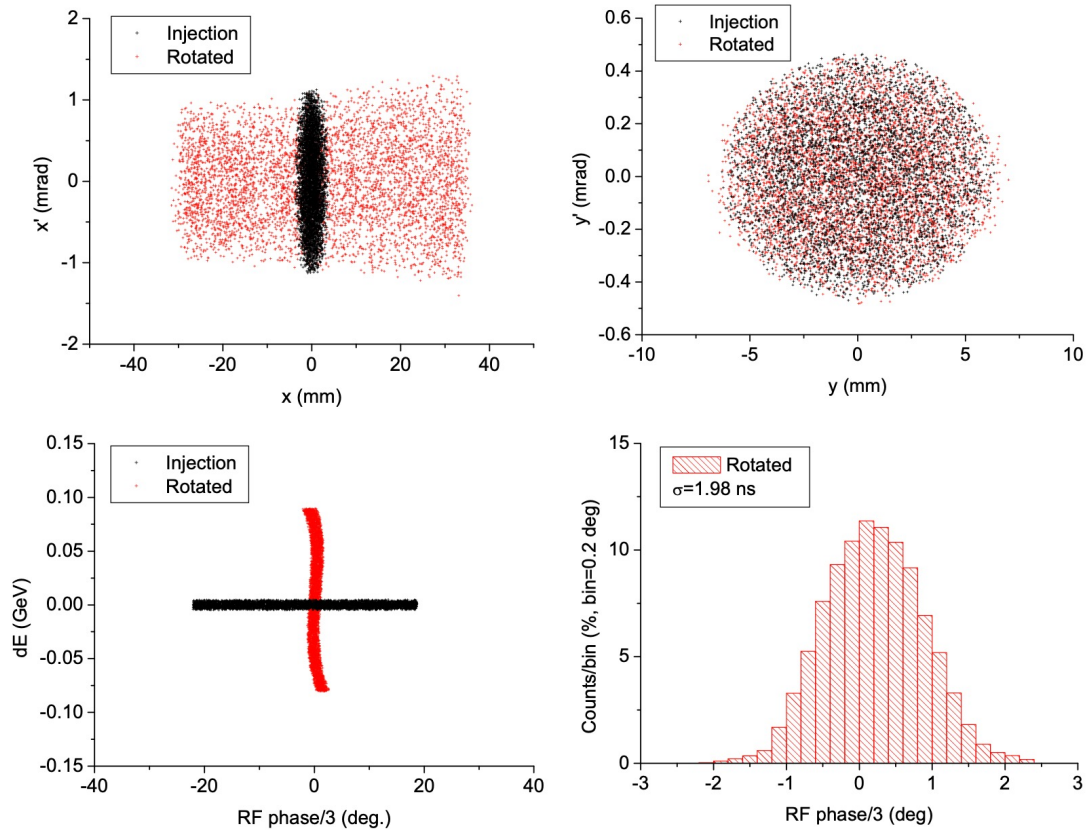 2
1
0
-1
-2
x' (mrad)
Injection
Rotated
-40
-20
0
20
40
x (mm)
0.6
0.4
0.2
0.0
-0.2
-0.4
-0.6
y' (mrad)
Injection
Rotated
-10
-5
0
5
10
y (mm)
0.15
0.10
0.05
0.00
-0.05
-0.10
-0.15
dE (GeV)
Injection
Rotated
-40
-20
0
20
40
RF phase/3 (deg.)
15
10
5
0
Counts/bin (%, bin=0.2 deg)
Rotated
σ=1.98 ns
-3
-2
-1
0
1
2
3
RF phase/3 (deg)